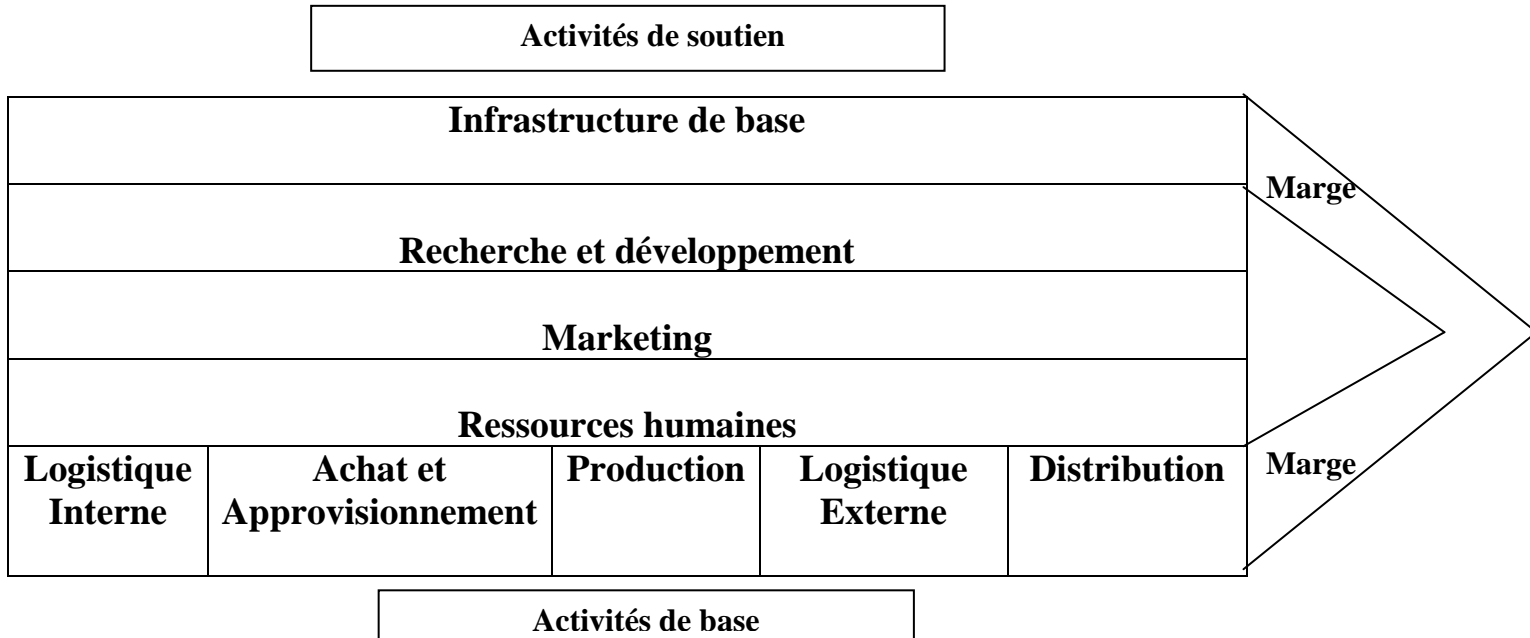 Activités de soutien
Infrastructure de base
Marge
Recherche et développement
Marketing
Ressources humaines
Logistique
Interne
Achat et
Approvisionnement
Production
Logistique
Externe
Distribution
Marge
Activités de base